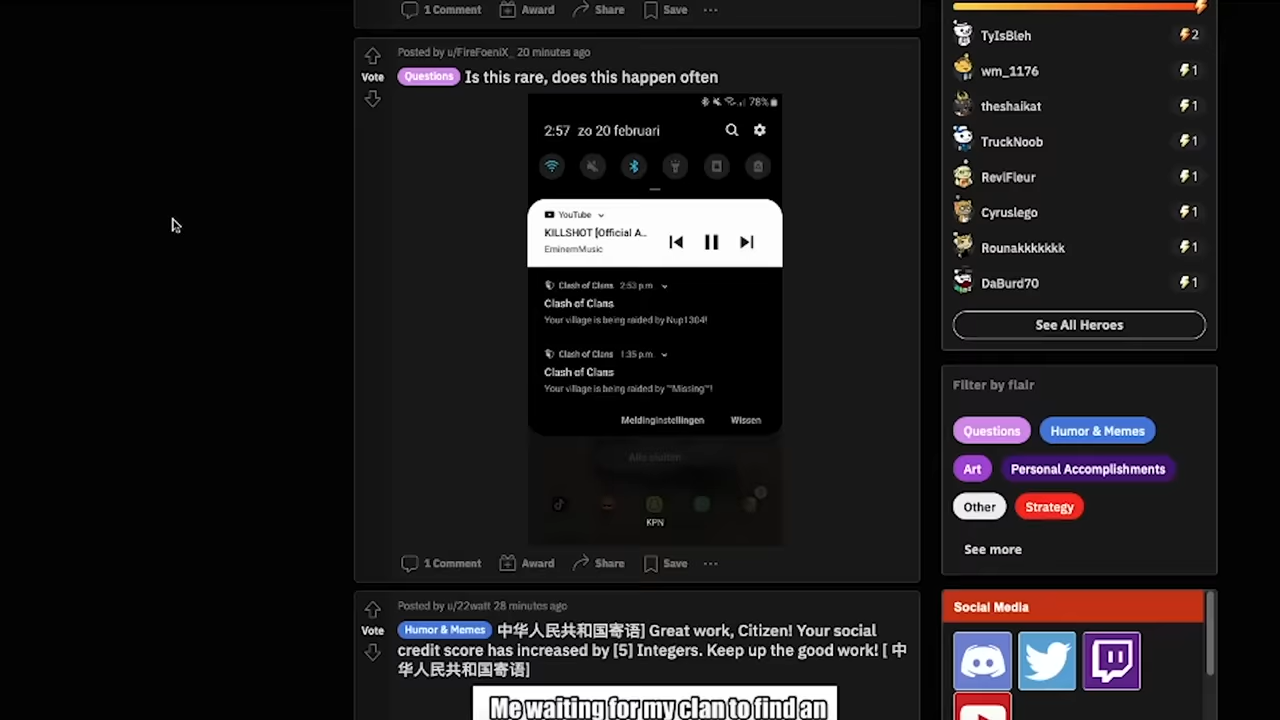 1 Comment Award Share Save ...
Posted by u/FireFoeniX_ 20 minutes ago
Vote
Questions Is this rare, does this happen often
78%
2:57 zo 20 februari
YouTube
KILLSHOT [Official A..
EminemMusic
Clash of Clans 2:53 p.m
Clash of Clans
Your village is being raided by Nup1304!
Clash of Clans 1:35 p.m.
Clash of Clans
Your village is being raided by ""Missing""!
Meldinginstellingen Wissen
Alle sluiten
KPN
1 Comment Award Share Save ...
Posted by u/22watt 28 minutes ago
Vote
Humor & Memes 中华人民共和国寄语] Great work, Citizen! Your social
credit score has increased by [5] Integers. Keep up the good work! [ 中
华人民共和国寄语]
Me waiting for my clan to find an
TyIsBleh 2
wm_1176 1
theshaikat 1
TruckNoob 1
RevlFleur 1
Cyruslego 1
Rounakkkkkkk 1
DaBurd70 1
See All Heroes
Filter by flair
Questions Humor & Memes
Art Personal Accomplishments
Other Strategy
See more
Social Media